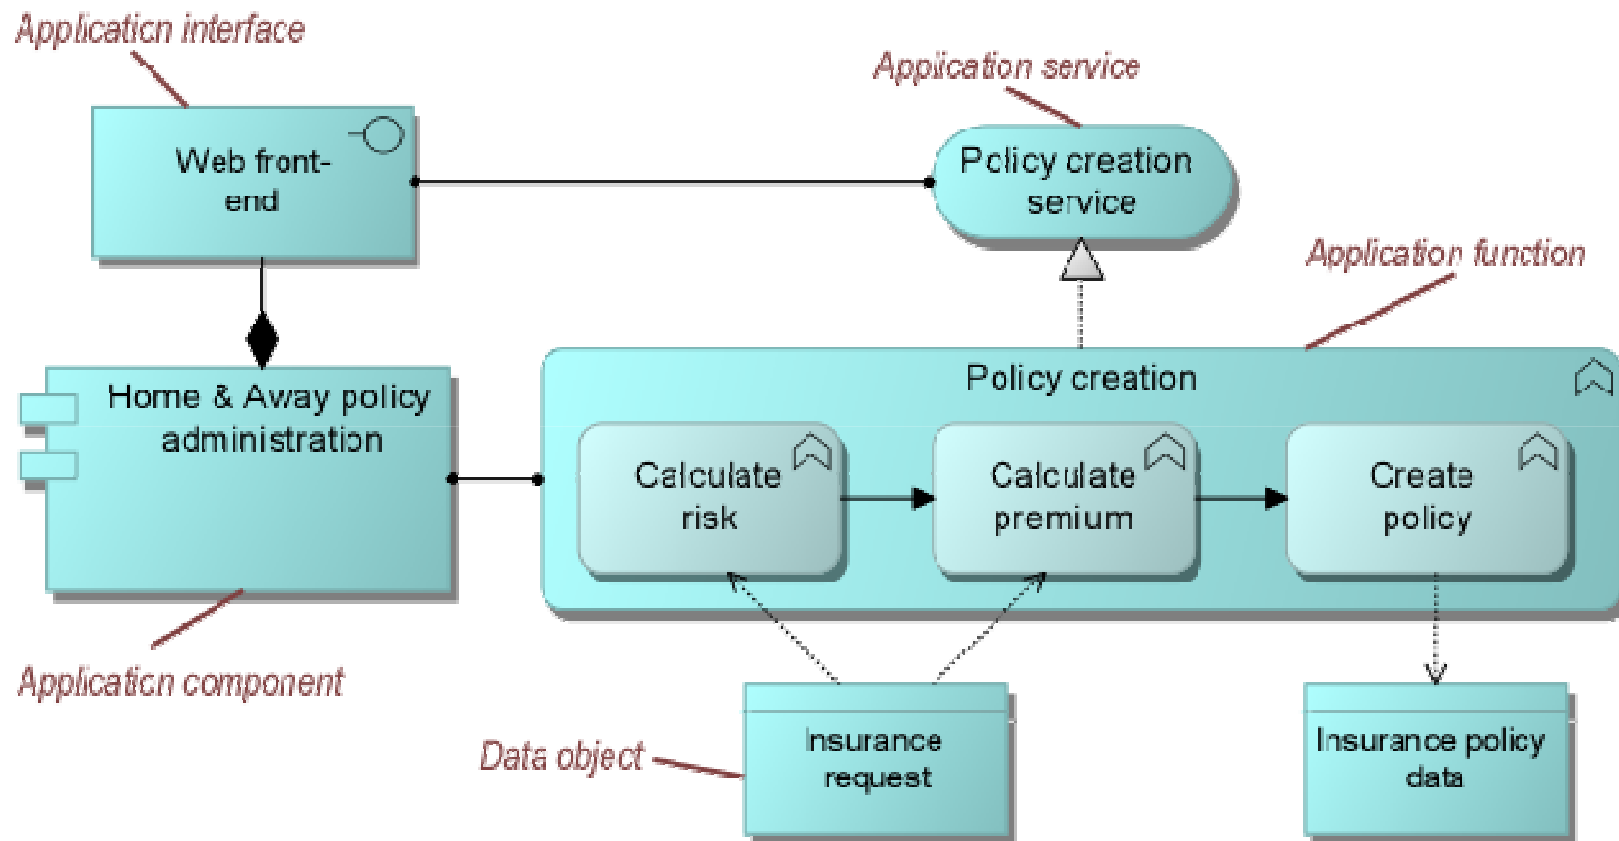 Application interface
Application service
Web front-
end
Policy creation
service
Application function
Home & Away policy
administration
Policy creation
Calculate
risk
Calculate
premium
Create
policy
Application component
Data object
Insurance
request
Insurance policy
data